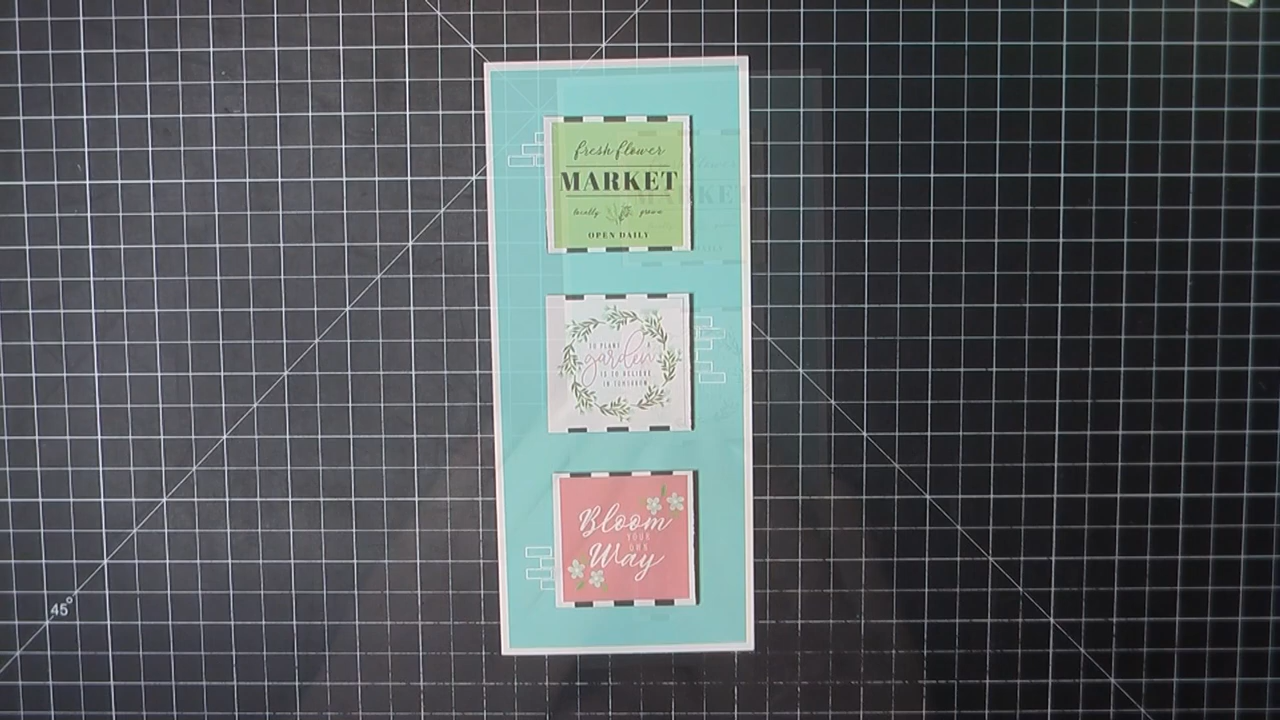 fresh flower
MARKET
locally grown
OPEN DAILY
TO PLANT A
garden
IS TO BELIEVE
IN TOMORROW
Bloom
YOUR
OWN
Way
45°